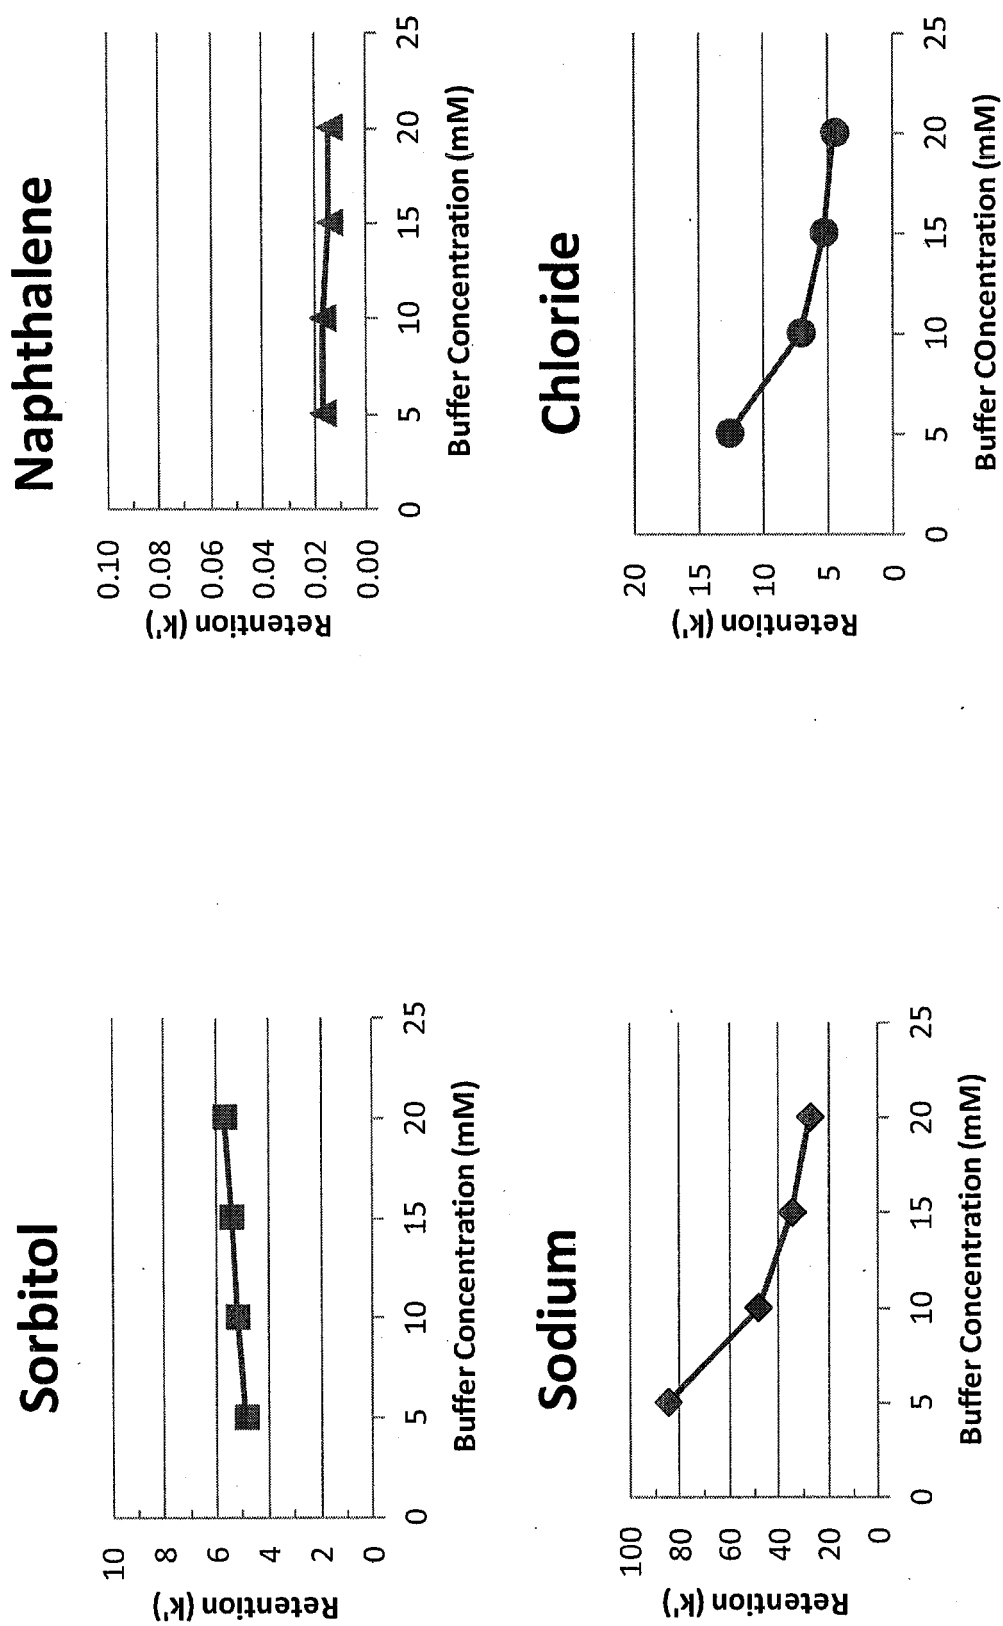 Sorbitol
Retention (k')
10
8
6
4
2
0
0 5 10 15 20 25
Buffer Concentration (mM)
Naphthalene
Retention (k')
0.10
0.08
0.06
0.04
0.02
0.00
0 5 10 15 20 25
Buffer Concentration (mM)
Sodium
Retention (k')
100
80
60
40
20
0
0 5 10 15 20 25
Buffer Concentration (mM)
Chloride
Retention (k')
20
15
10
5
0
0 5 10 15 20 25
Buffer COncentration (mM)